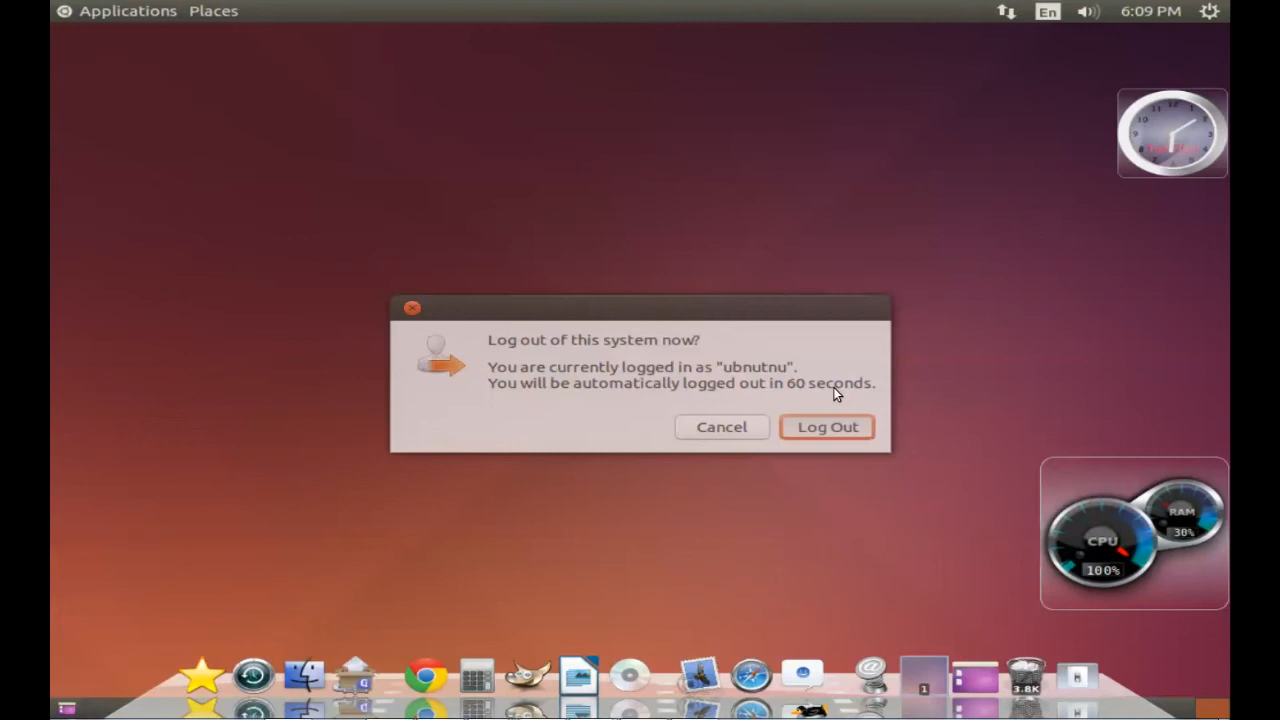 Applications Places
En 6:09 PM
Log out of this system now?
You are currently logged in as "ubnutnu".
You will be automatically logged out in 60 seconds.
Cancel Log Out
RAM
30%
CPU
100%
1
3.8K